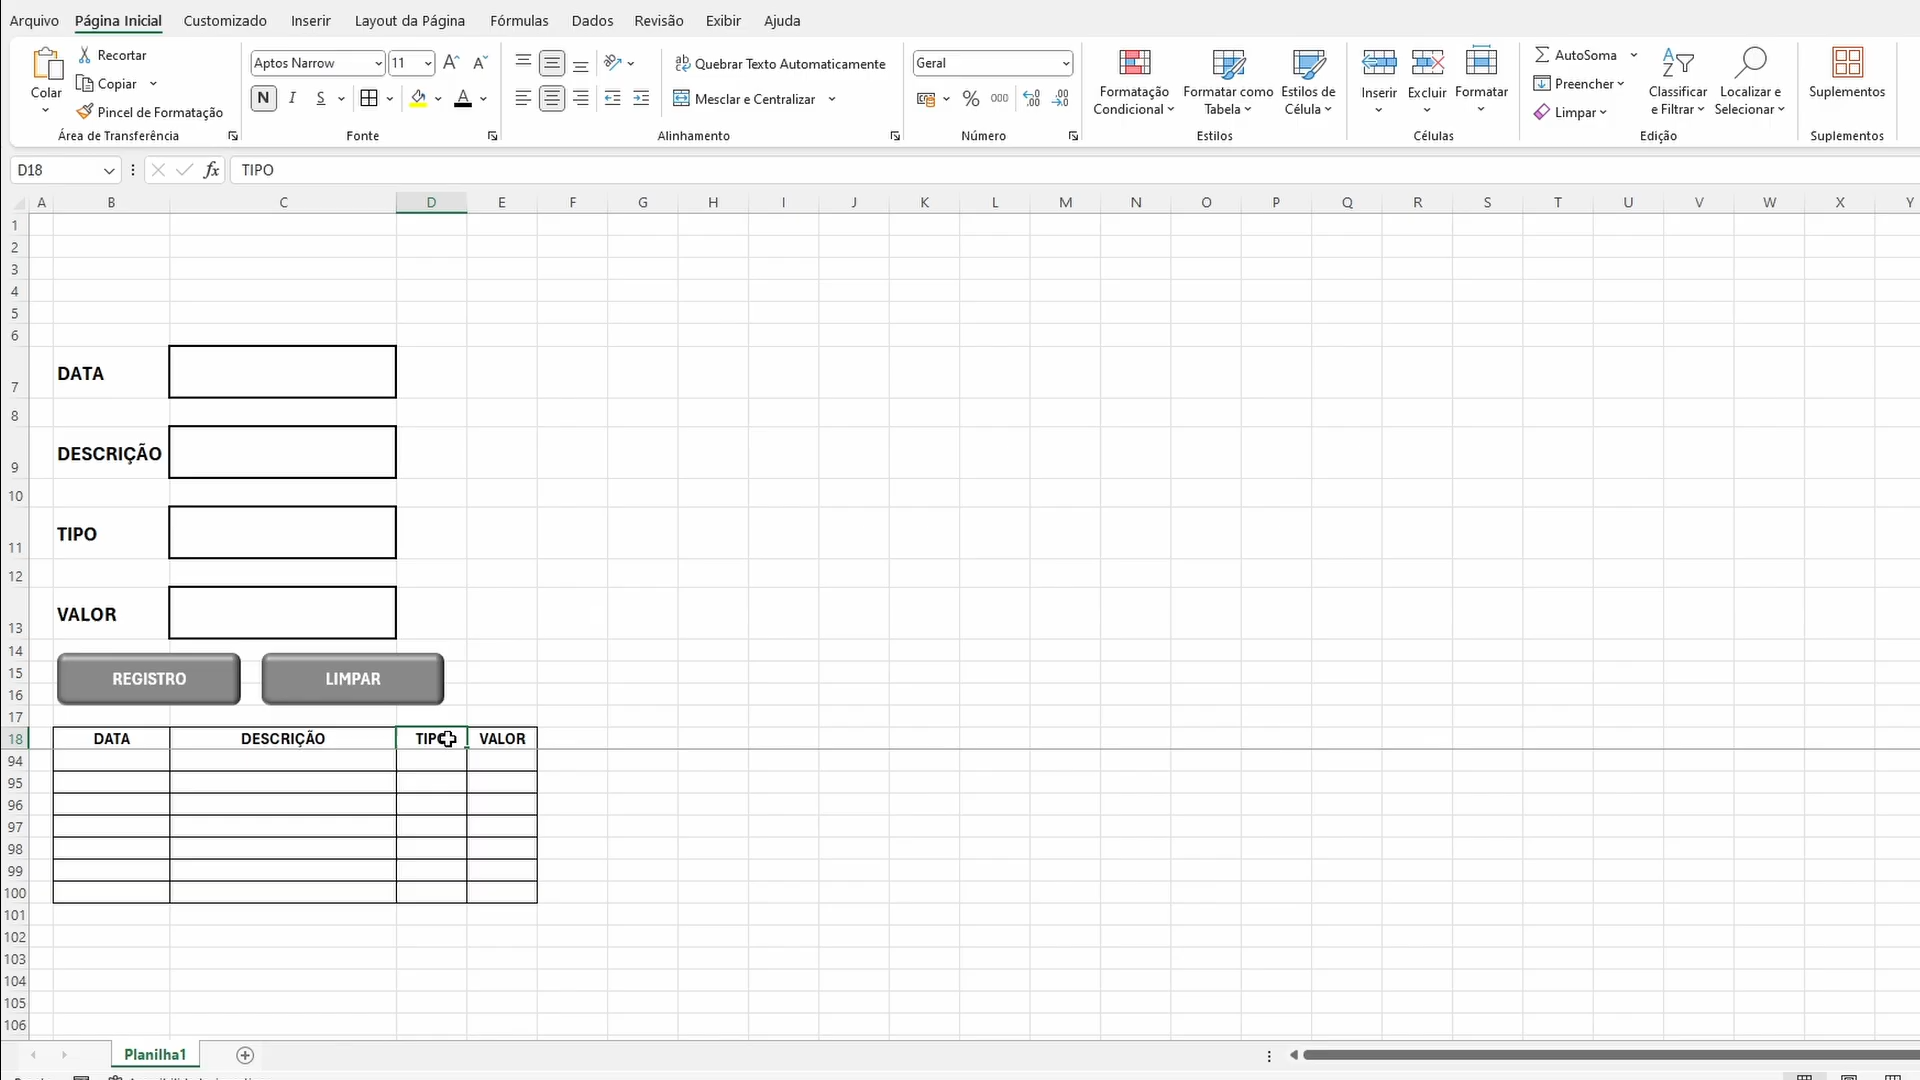 Arquivo Página Inicial Customizado Inserir Layout da Página Fórmulas Dados Revisão Exibir Ajuda
Colar
Recortar
Copiar
Pincel de Formatação
Área de Transferência
Aptos Narrow 11
N I S
Fonte
Quebrar Texto Automaticamente
Mesclar e Centralizar
Alinhamento
Geral
% 000
Número
Formatação Condicional
Formatar como Tabela
Estilos de Célula
Estilos
Inserir Excluir Formatar
Células
AutoSoma
Preencher
Limpar
Classificar e Filtrar
Localizar e Selecionar
Edição
Suplementos
Suplementos
D18 fx TIPO
A B C D E F G H I J K L M N O P Q R S T U V W X Y
1
2
3
4
5
6
7 DATA
8
9 DESCRIÇÃO
10
11 TIPO
12
13 VALOR
14
15 REGISTRO LIMPAR
16
17
18 DATA DESCRIÇÃO TIPO VALOR
94
95
96
97
98
99
100
101
102
103
104
105
106
Planilha1